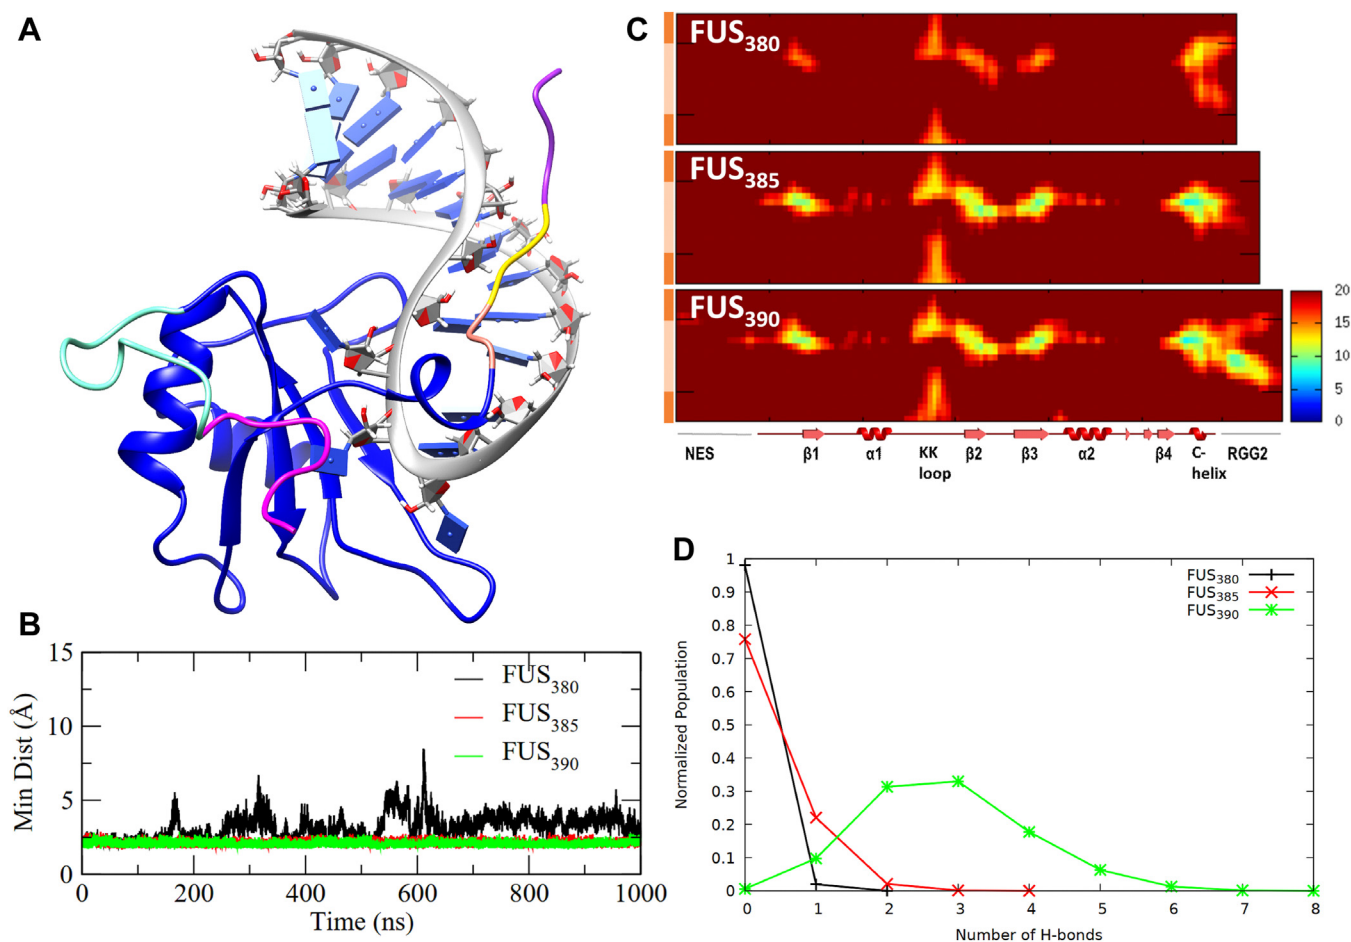 A
B
15
10
5
0
Min Dist (Å)
FUS380
FUS385
FUS390
0 200 400 600 800 1000
Time (ns)
C
FUS380
FUS385
FUS390
20
15
10
5
0
NES β1 α1 KK loop β2 β3 α2 β4 C-helix RGG2
D
1
0.9
0.8
0.7
0.6
0.5
0.4
0.3
0.2
0.1
0
Normalized Population
FUS380
FUS385
FUS390
0 1 2 3 4 5 6 7 8
Number of H-bonds